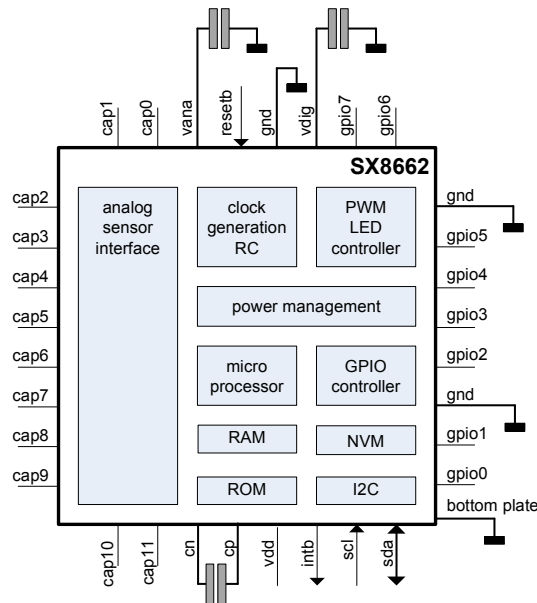 cap1
cap0
vana
resetb
gnd
vdig
gpio7
gpio6
SX8662
cap2
cap3
cap4
cap5
cap6
cap7
cap8
cap9
analog
sensor
interface
clock
generation
RC
PWM
LED
controller
power management
micro
processor
GPIO
controller
RAM
NVM
ROM
I2C
gnd
gpio5
gpio4
gpio3
gpio2
gnd
gpio1
gpio0
bottom plate
cap10
cap11
cn
cp
vdd
intb
scl
sda